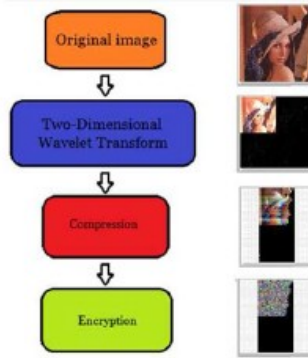 Original image
Two-Dimensional
Wavelet Transform
Compression
Encryption